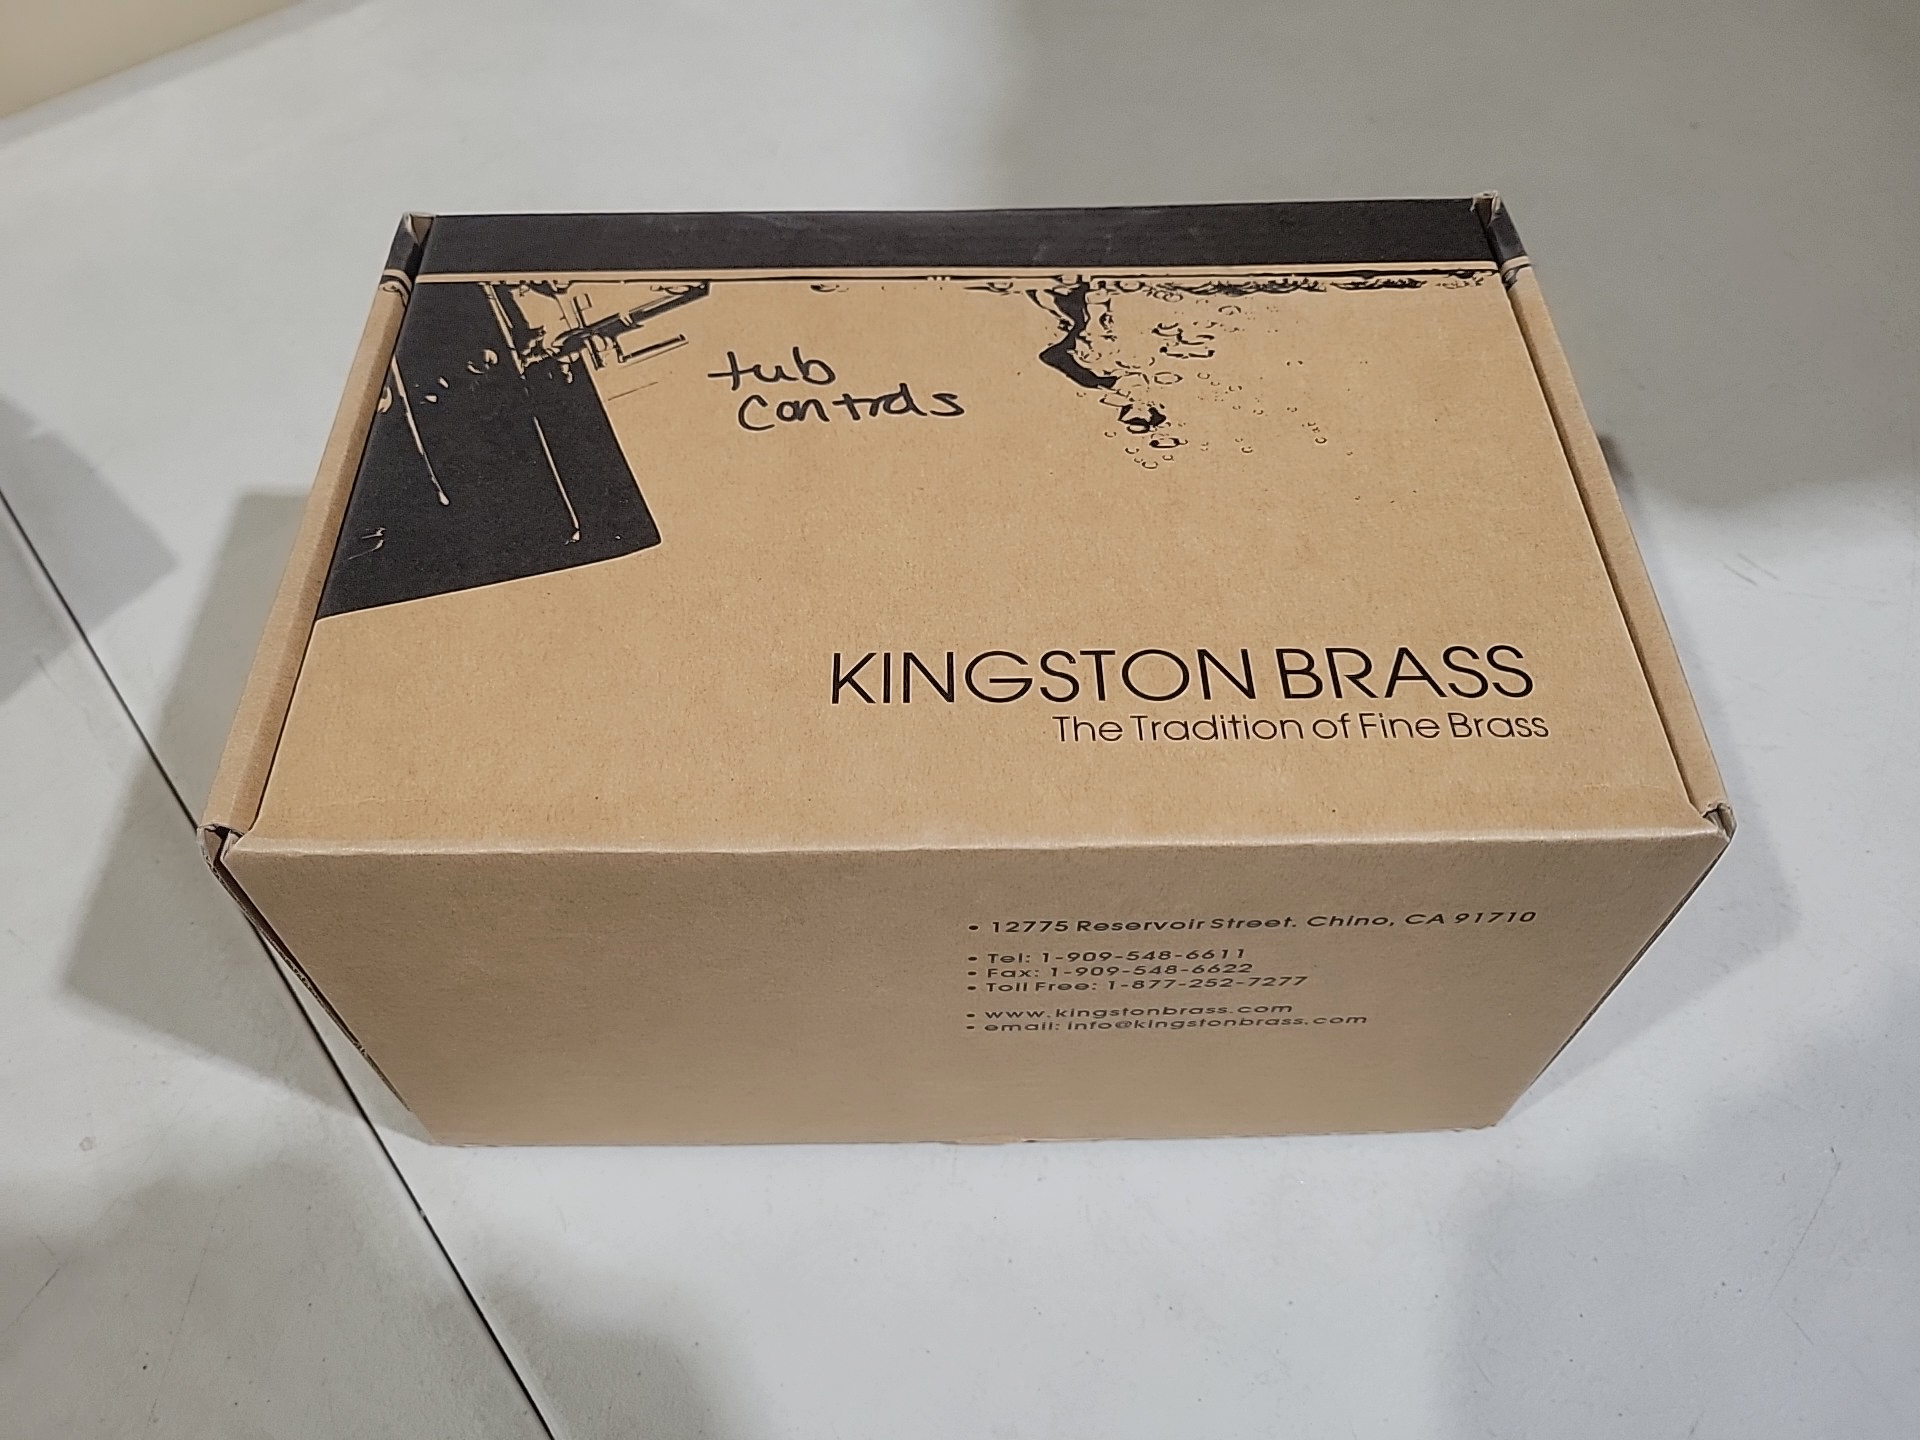 tub
controls
KINGSTON BRASS
The Tradition of Fine Brass
• 12775 Reservoir Street. Chino, CA 91710
• Tel: 1-909-548-6611
• Fax: 1-909-548-6622
• Toll Free: 1-877-252-7277
• www.kingstonbrass.com
• email: info@kingstonbrass.com